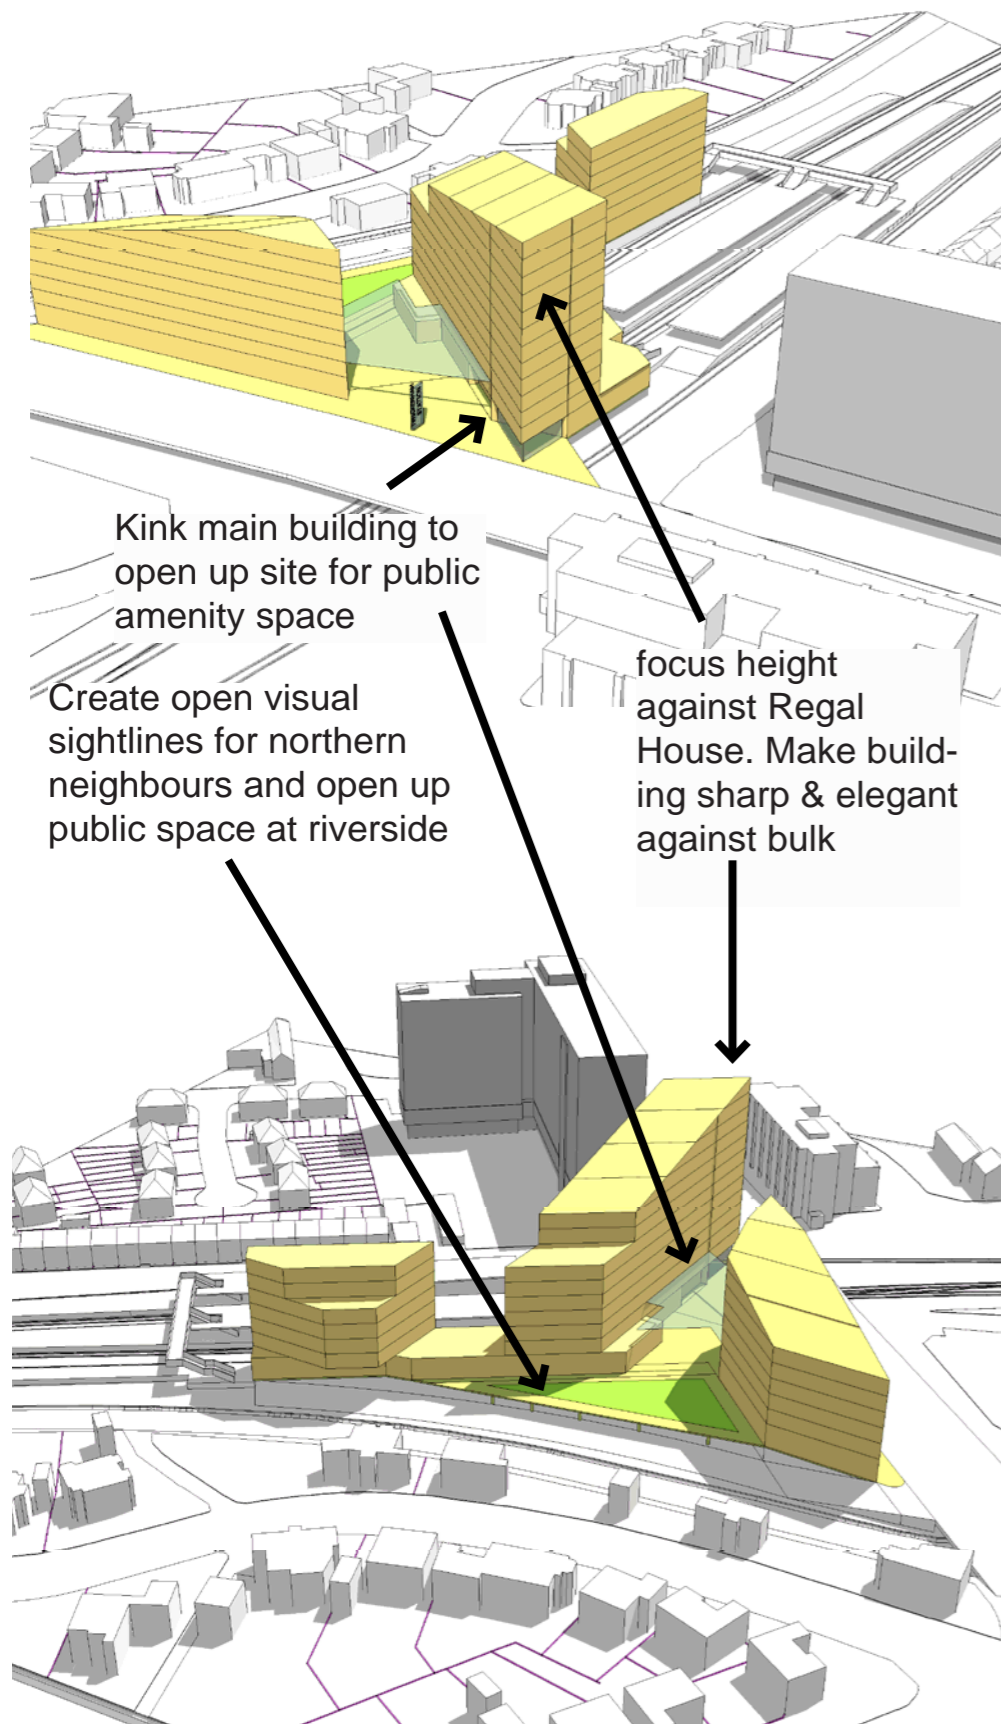 Kink main building to
open up site for public
amenity space
Create open visual
sightlines for northern
neighbours and open up
public space at riverside
focus height
against Regal
House. Make build-
ing sharp & elegant
against bulk